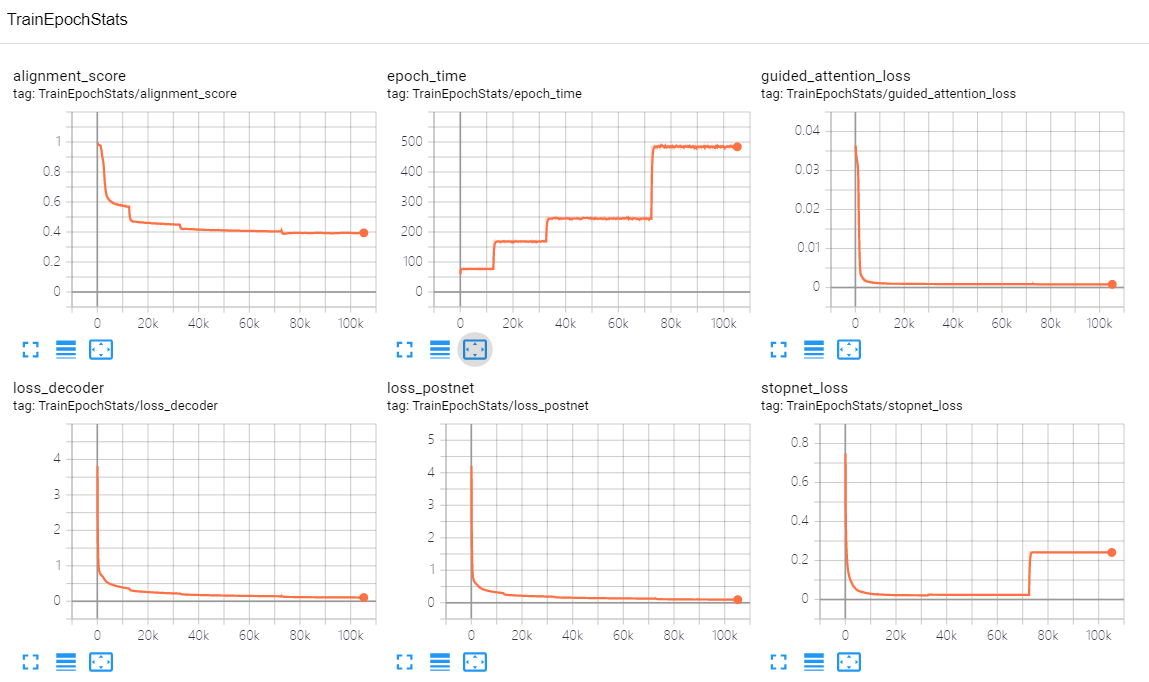 TrainEpochStats
alignment_score
tag: TrainEpochStats/alignment_score
1
0.8
0.6
0.4
0.2
0
0 20k 40k 60k 80k 100k
epoch_time
tag: TrainEpochStats/epoch_time
500
400
300
200
100
0
0 20k 40k 60k 80k 100k
guided_attention_loss
tag: TrainEpochStats/guided_attention_loss
0.04
0.03
0.02
0.01
0
0 20k 40k 60k 80k 100k
loss_decoder
tag: TrainEpochStats/loss_decoder
4
3
2
1
0
0 20k 40k 60k 80k 100k
loss_postnet
tag: TrainEpochStats/loss_postnet
5
4
3
2
1
0
0 20k 40k 60k 80k 100k
stopnet_loss
tag: TrainEpochStats/stopnet_loss
0.8
0.6
0.4
0.2
0
0 20k 40k 60k 80k 100k